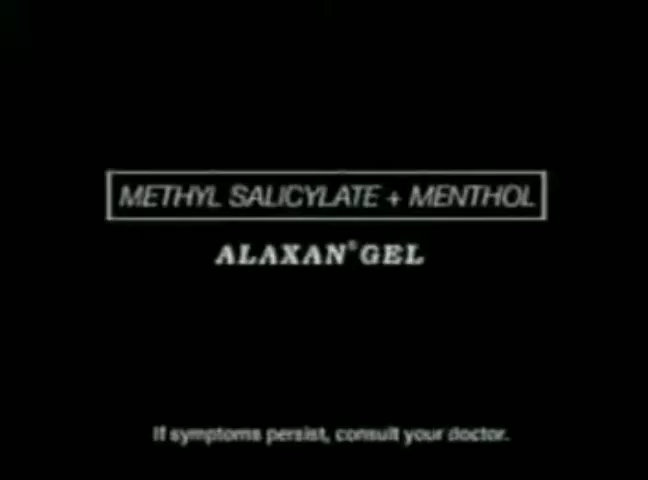 METHYL SALICYLATE + MENTHOL
ALAXAN® GEL
If symptoms persist, consult your doctor.